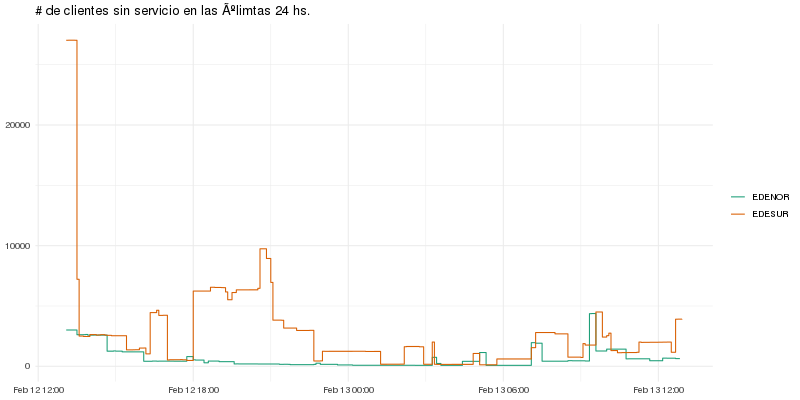 # de clientes sin servicio en las Ãºlimtas 24 hs.
20000
10000
0
Feb 12 12:00
Feb 12 18:00
Feb 13 00:00
Feb 13 06:00
Feb 13 12:00
EDENOR
EDESUR